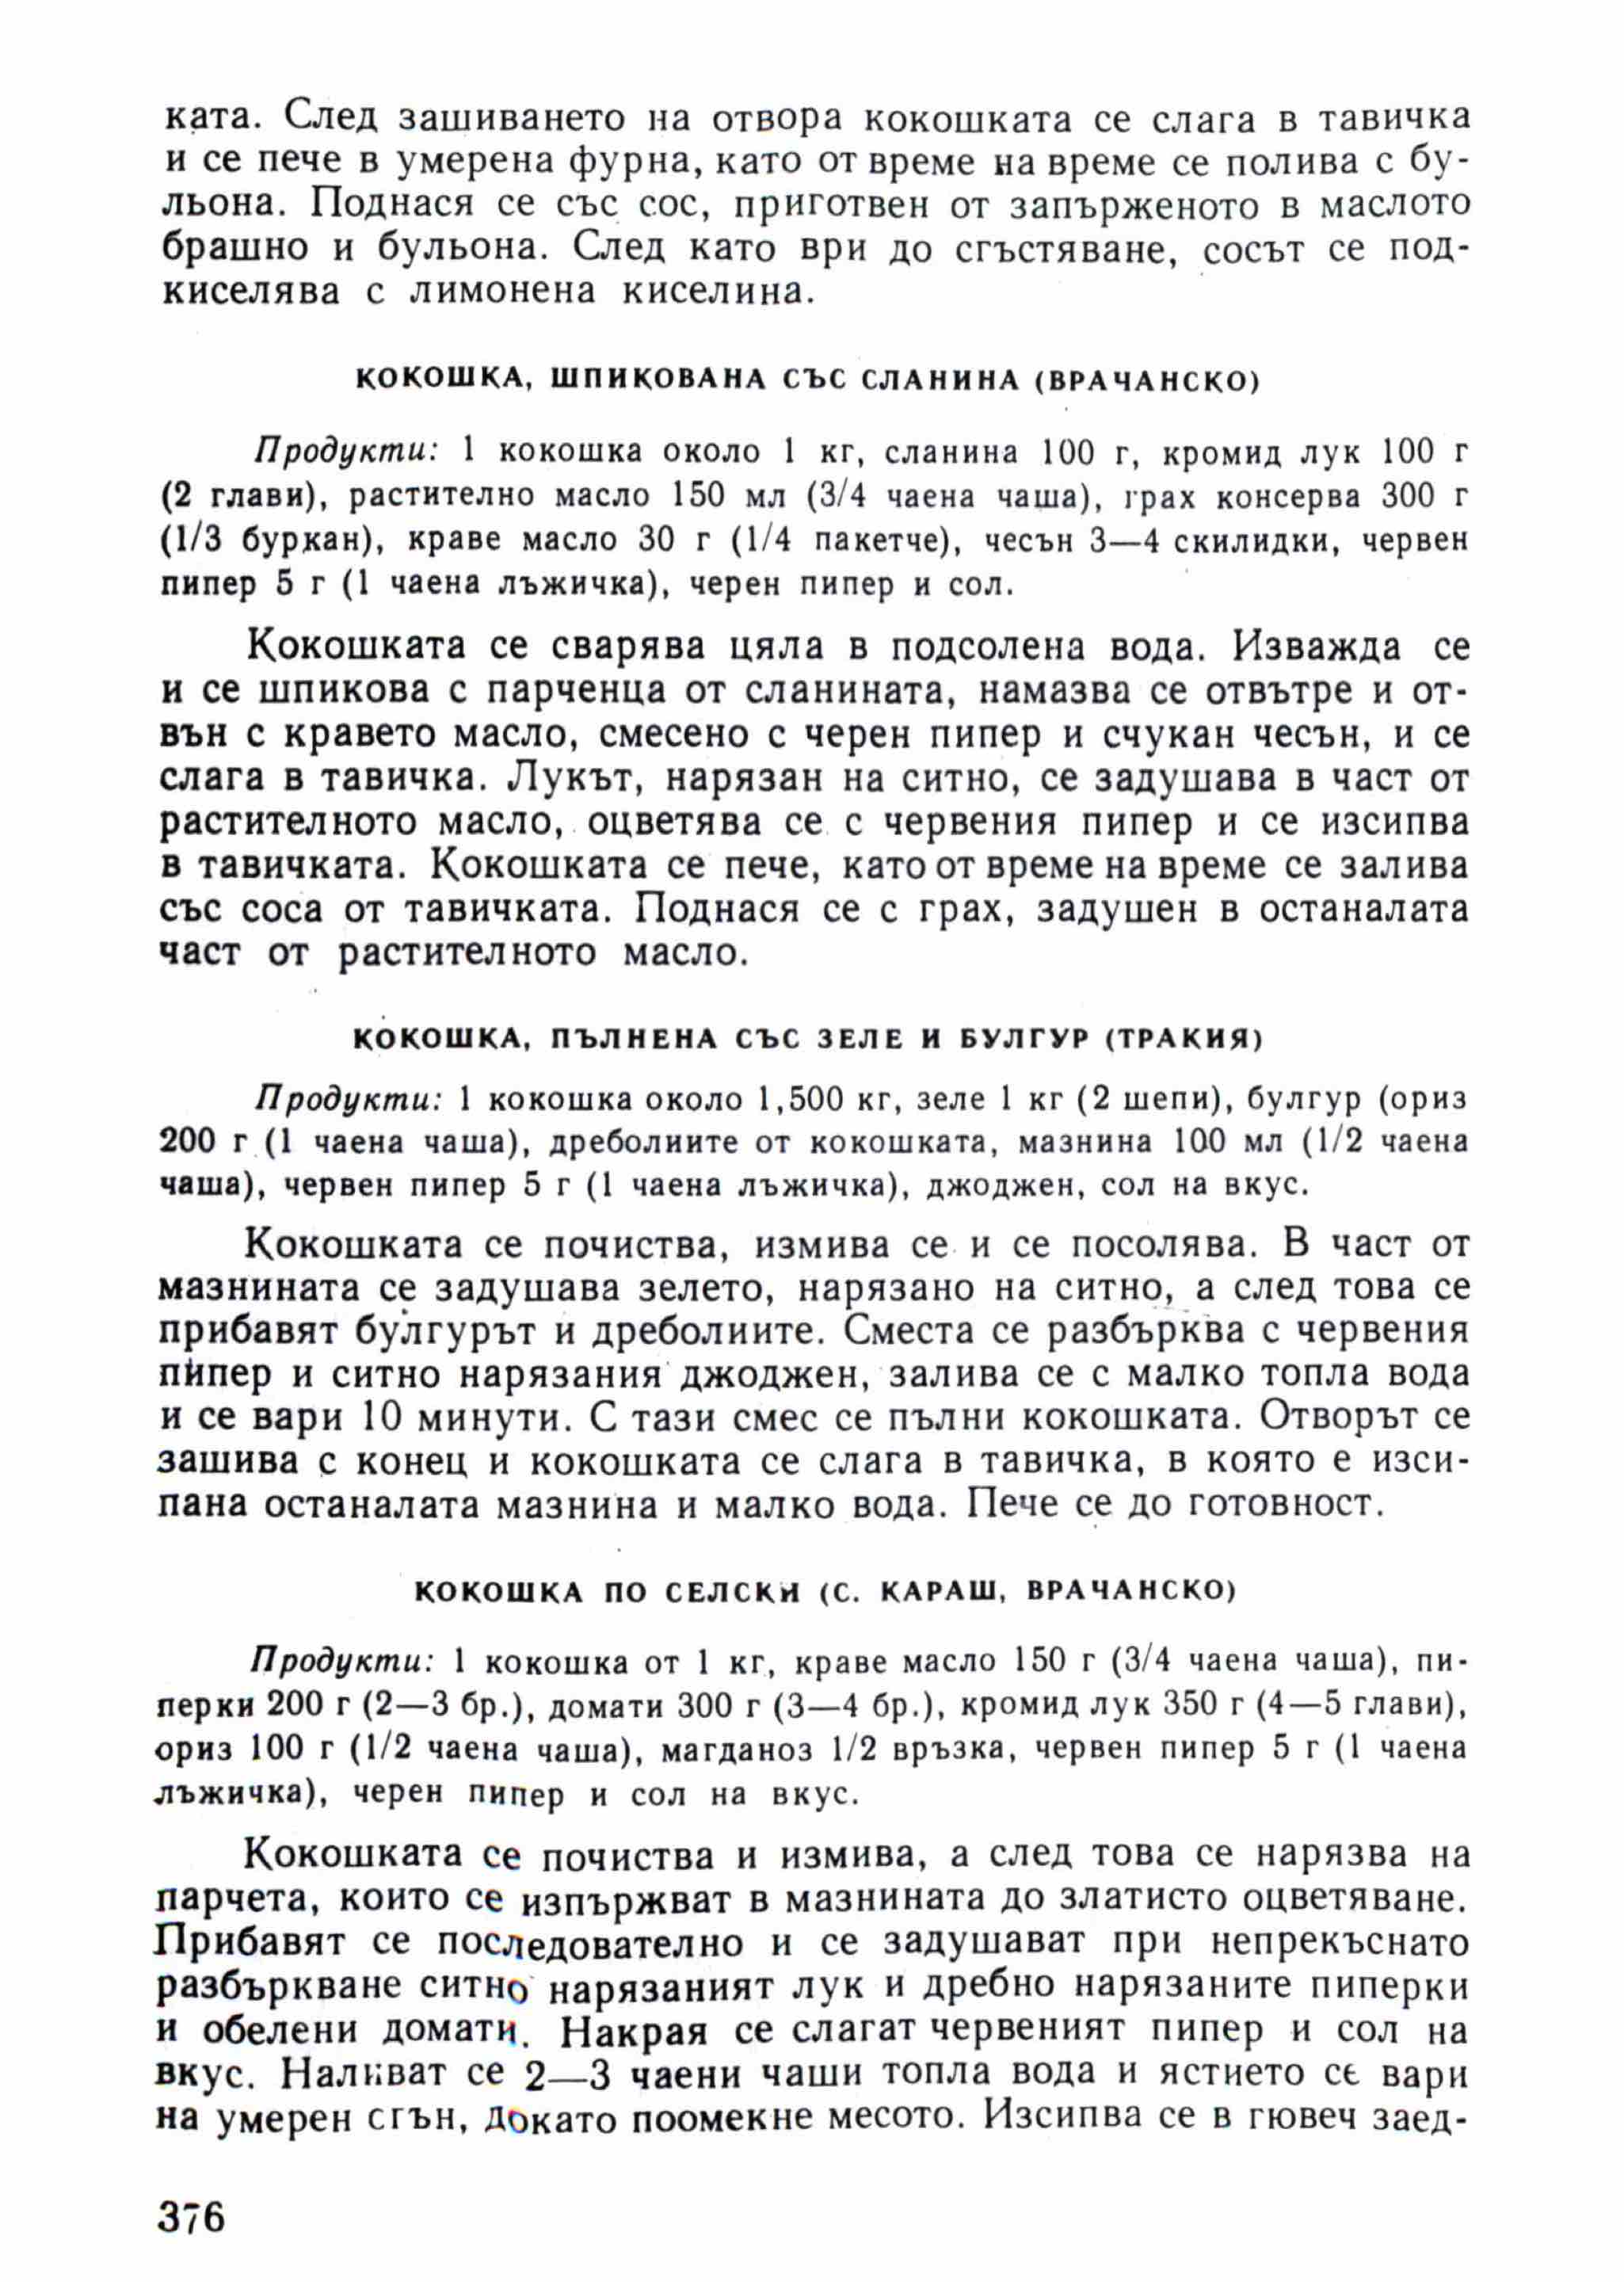 ката. След зашиването на отвора кокошката се слага в тавичка
и се пече в умерена фурна, като от време на време се полива с бу-
льона. Поднася се със сос, приготвен от запърженото в маслото
брашно и бульона. След като ври до сгъстяване, сосът се под-
киселява с лимонена киселина.
КОКОШКА, ШПИКОВАНА СЪС СЛАНИНА (ВРАЧАНСКО)
Продукти: 1 кокошка около 1 кг, сланина 100 г, кромид лук 100 г
(2 глави), растително масло 150 мл (3/4 чаена чаша), грах консерва 300 г
(1/3 буркан), краве масло 30 г (1/4 пакетче), чесън 3—4 скилидки, червен
пипер 5 г (1 чаена лъжичка), черен пипер и сол.
Кокошката се сварява цяла в подсолена вода. Изважда се
и се шпикова с парченца от сланината, намазва се отвътре и от-
вън с кравето масло, смесено с черен пипер и счукан чесън, и се
слага в тавичка. Лукът, нарязан на ситно, се задушава в част от
растителното масло, оцветява се с червения пипер и се изсипва
в тавичката. Кокошката се пече, като от време на време се залива
със соса от тавичката. Поднася се с грах, задушен в останалата
част от растителното масло.
КОКОШКА, ПЪЛНЕНА СЪС ЗЕЛЕ И БУЛГУР (ТРАКИЯ)
Продукти: 1 кокошка около 1,500 кг, зеле 1 кг (2 шепи), булгур (ориз
200 г (1 чаена чаша), дреболиите от кокошката, мазнина 100 мл (1/2 чаена
чаша), червен пипер 5 г (1 чаена лъжичка), джоджен, сол на вкус.
Кокошката се почиства, измива се и се посолява. В част от
мазнината се задушава зелето, нарязано на ситно, а след това се
прибавят булгурът и дреболиите. Сместа се разбърква с червения
пипер и ситно нарязания джоджен, залива се с малко топла вода
и се вари 10 минути. С тази смес се пълни кокошката. Отворът се
зашива с конец и кокошката се слага в тавичка, в която е изси-
пана останалата мазнина и малко вода. Пече се до готовност.
КОКОШКА ПО СЕЛСКИ (С. КАРАШ, ВРАЧАНСКО)
Продукти: 1 кокошка от 1 кг, краве масло 150 г (3/4 чаена чаша), пи-
перки 200 г (2—3 бр.), домати 300 г (3—4 бр.), кромид лук 350 г (4—5 глави),
ориз 100 г (1/2 чаена чаша), магданоз 1/2 връзка, червен пипер 5 г (1 чаена
лъжичка), черен пипер и сол на вкус.
Кокошката се почиства и измива, а след това се нарязва на
парчета, които се изпържват в мазнината до златисто оцветяване.
Прибавят се последователно и се задушават при непрекъснато
разбъркване ситно нарязаният лук и дребно нарязаните пиперки
и обелени домати. Накрая се слагат червеният пипер и сол на
вкус. Наливат се 2—3 чаени чаши топла вода и ястието се вари
на умерен сгън, докато поомекне месото. Изсипва се в гювеч заед-
376